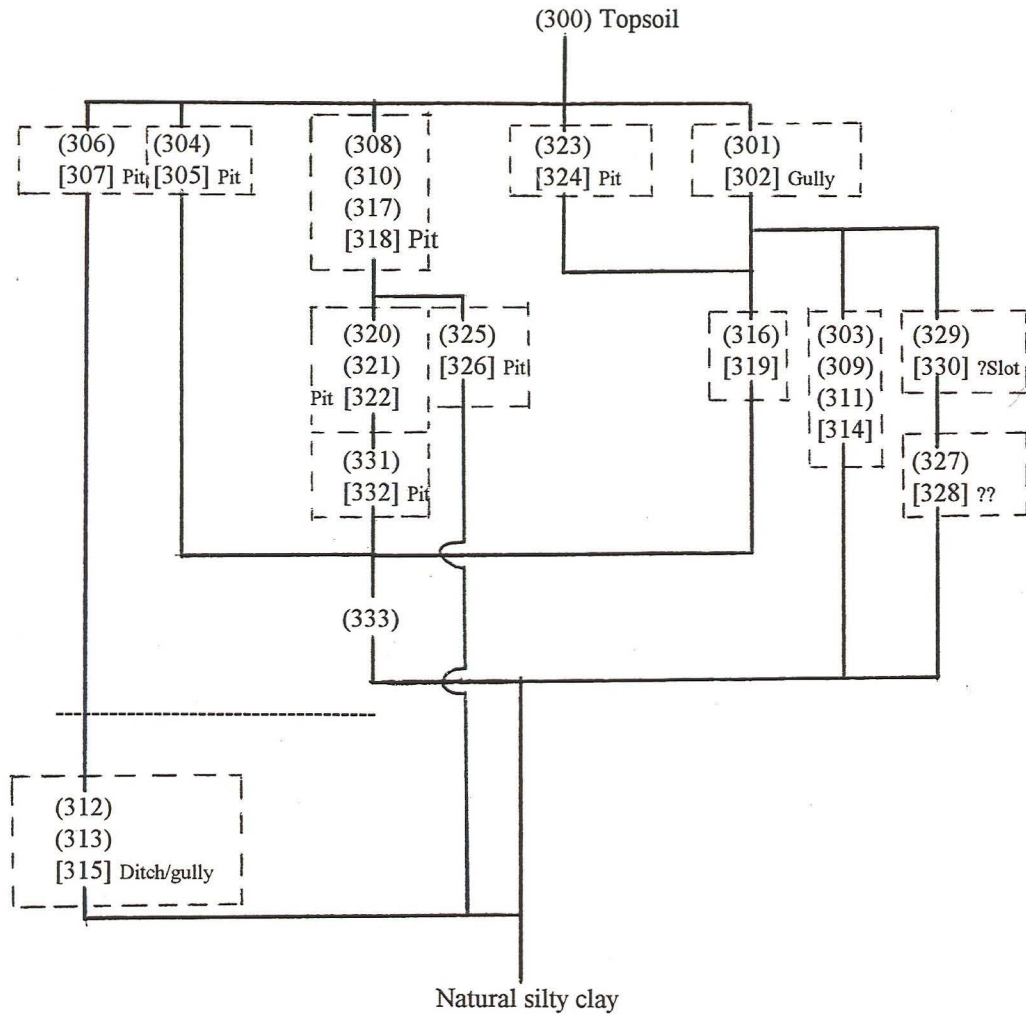 (300) Topsoil
(306)
[307] Pit
(304)
[305] Pit
(308)
(310)
(317)
[318] Pit
(323)
[324] Pit
(301)
[302] Gully
(320)
(321)
Pit [322]
(325)
[326] Pit
(331)
[332] Pit
(316)
[319]
(303)
(309)
(311)
[314]
(329)
[330] ?Slot
(327)
[328] ??
(333)
(312)
(313)
[315] Ditch/gully
Natural silty clay